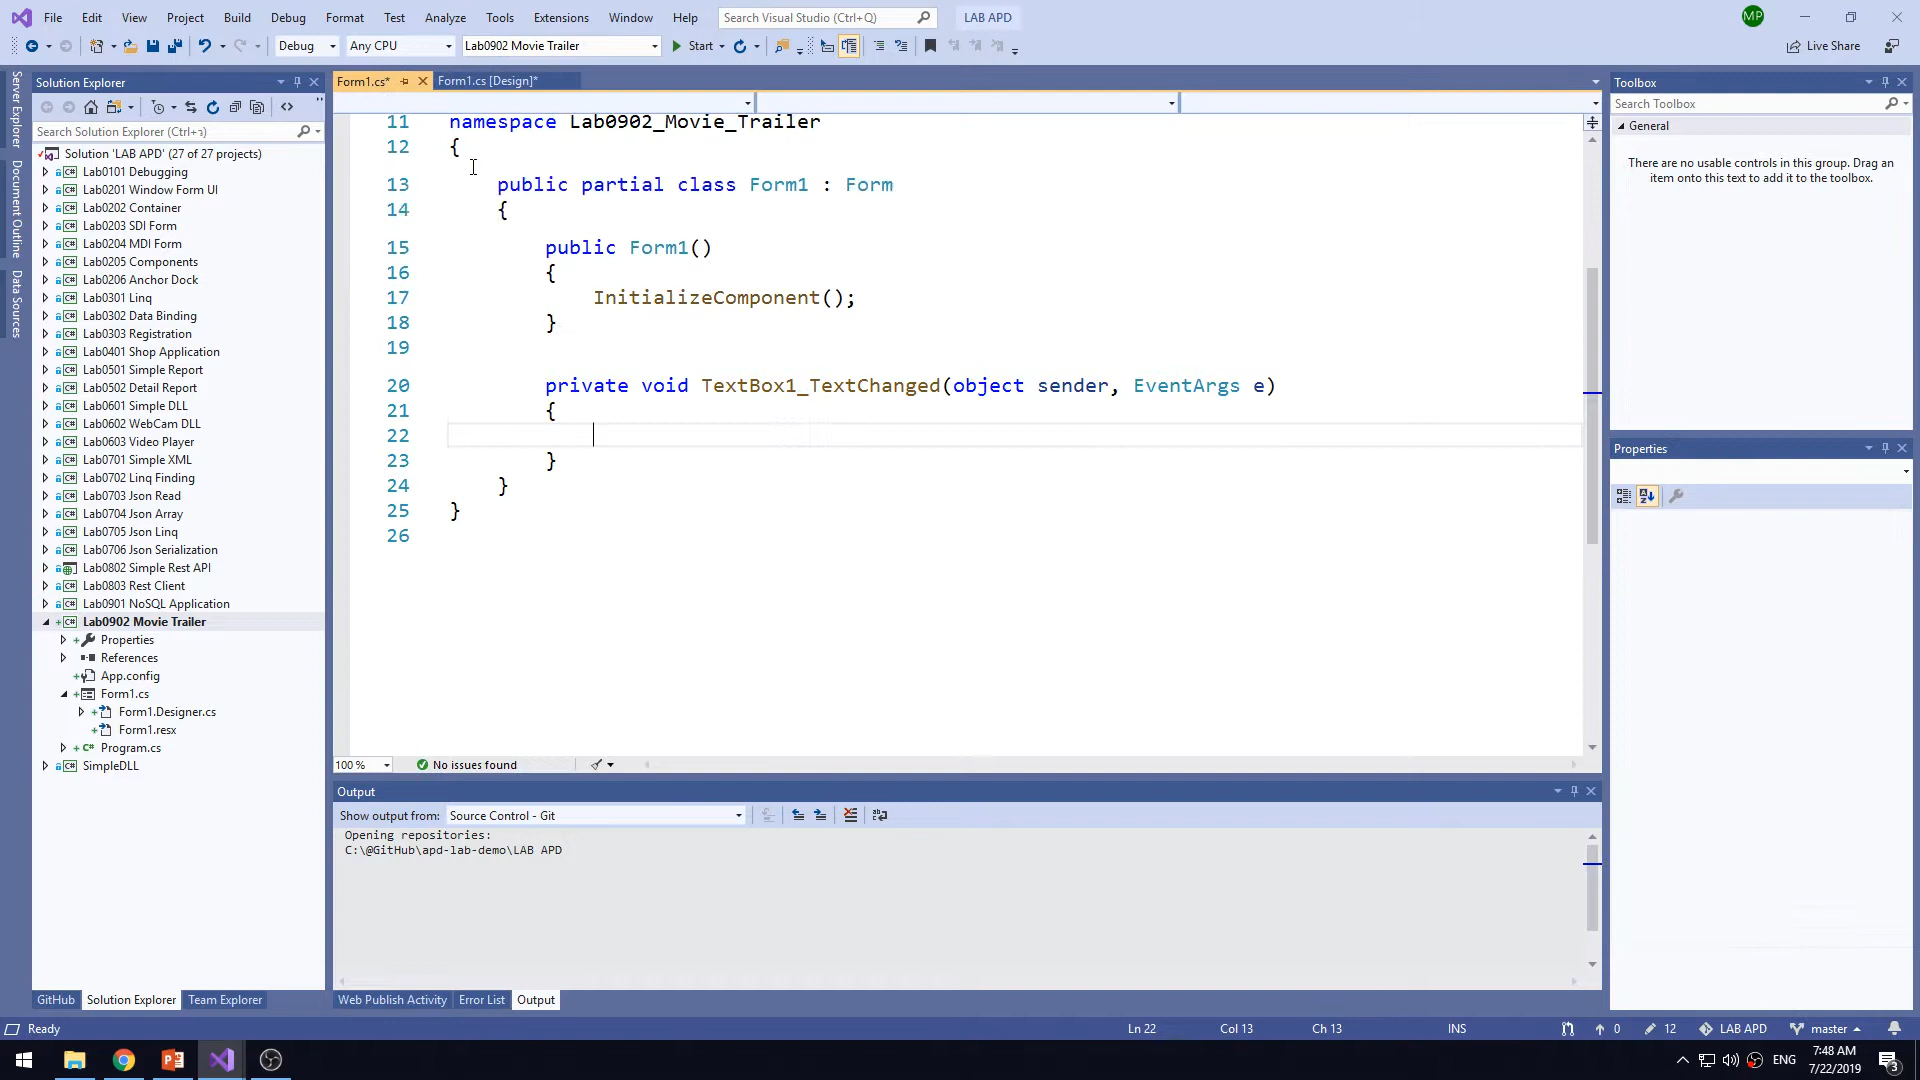 File Edit View Project Build Debug Format Test Analyze Tools Extensions Window Help Search Visual Studio (Ctrl+Q) LAB APD MP
Debug Any CPU Lab0902 Movie Trailer Start Live Share
Server Explorer
Document Outline
Data Sources
Solution Explorer
Search Solution Explorer (Ctrl+จ)
Solution 'LAB APD' (27 of 27 projects)
Lab0101 Debugging
Lab0201 Window Form UI
Lab0202 Container
Lab0203 SDI Form
Lab0204 MDI Form
Lab0205 Components
Lab0206 Anchor Dock
Lab0301 Linq
Lab0302 Data Binding
Lab0303 Registration
Lab0401 Shop Application
Lab0501 Simple Report
Lab0502 Detail Report
Lab0601 Simple DLL
Lab0602 WebCam DLL
Lab0603 Video Player
Lab0701 Simple XML
Lab0702 Linq Finding
Lab0703 Json Read
Lab0704 Json Array
Lab0705 Json Linq
Lab0706 Json Serialization
Lab0802 Simple Rest API
Lab0803 Rest Client
Lab0901 NoSQL Application
Lab0902 Movie Trailer
Properties
References
App.config
Form1.cs
Form1.Designer.cs
Form1.resx
Program.cs
SimpleDLL
GitHub Solution Explorer Team Explorer
Form1.cs* Form1.cs [Design]*
11 namespace Lab0902_Movie_Trailer
12 {
13 public partial class Form1 : Form
14 {
15 public Form1()
16 {
17 InitializeComponent();
18 }
19
20 private void TextBox1_TextChanged(object sender, EventArgs e)
21 {
22
23 }
24 }
25 }
26
100 % No issues found
Output
Show output from: Source Control - Git
Opening repositories:
C:\@GitHub\apd-lab-demo\LAB APD
Web Publish Activity Error List Output
Toolbox
Search Toolbox
General
There are no usable controls in this group. Drag an
item onto this text to add it to the toolbox.
Properties
Ready Ln 22 Col 13 Ch 13 INS 0 12 LAB APD master
ENG 7:48 AM
7/22/2019 3